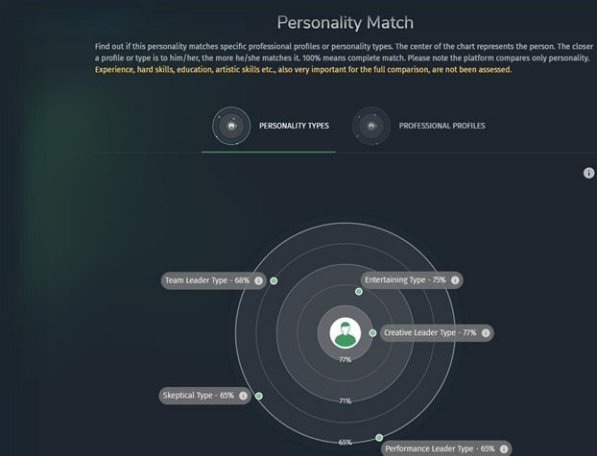 Personality Match
Find out if this personality matches specific professional profiles or personality types. The center of the chart represents the person. The closer
a profile or type is to him/her, the more he/she matches it. 100% means complete match. Please note the platform compares only personality.
Experience, hard skills, education, artistic skills etc., also very important for the full comparison, are not been assessed.
PERSONALITY TYPES
PROFESSIONAL PROFILES
Team Leader Type - 68%
Entertaining Type - 75%
Creative Leader Type - 77%
77%
Skeptical Type - 65%
71%
65%
Performance Leader Type - 65%